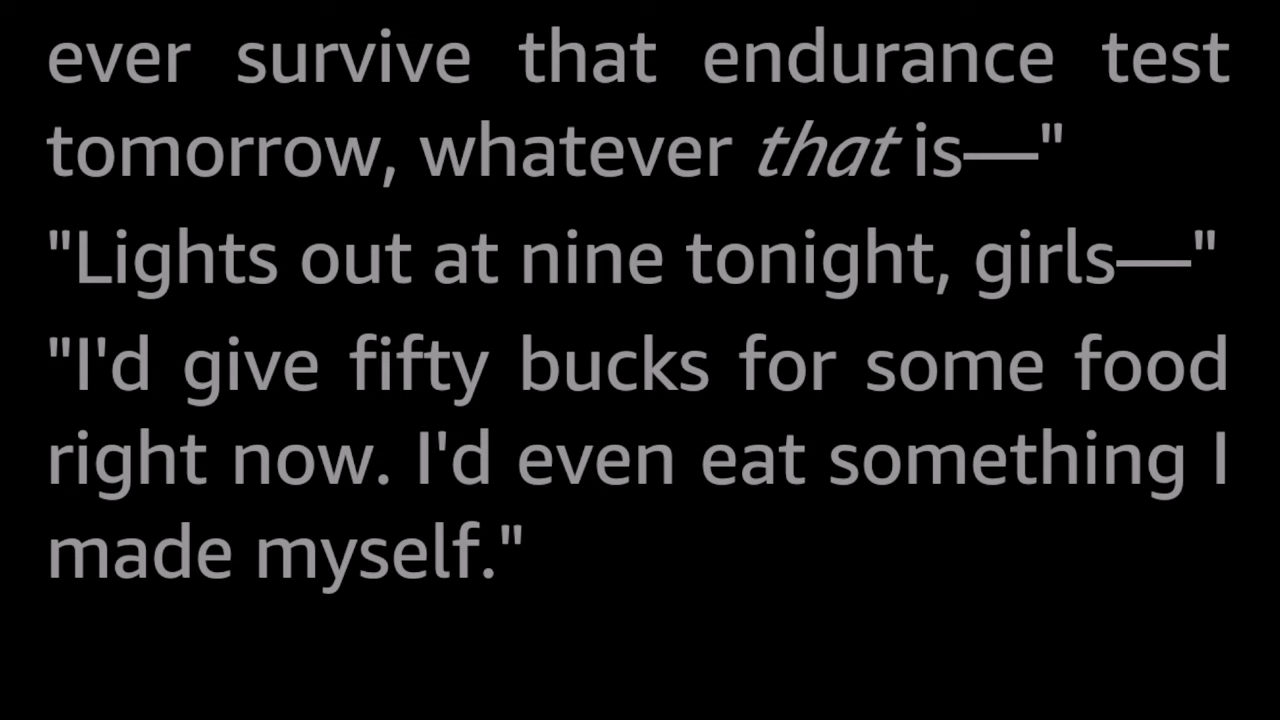 ever survive that endurance test
tomorrow, whatever that is—"
"Lights out at nine tonight, girls—"
"I'd give fifty bucks for some food
right now. I'd even eat something I
made myself."